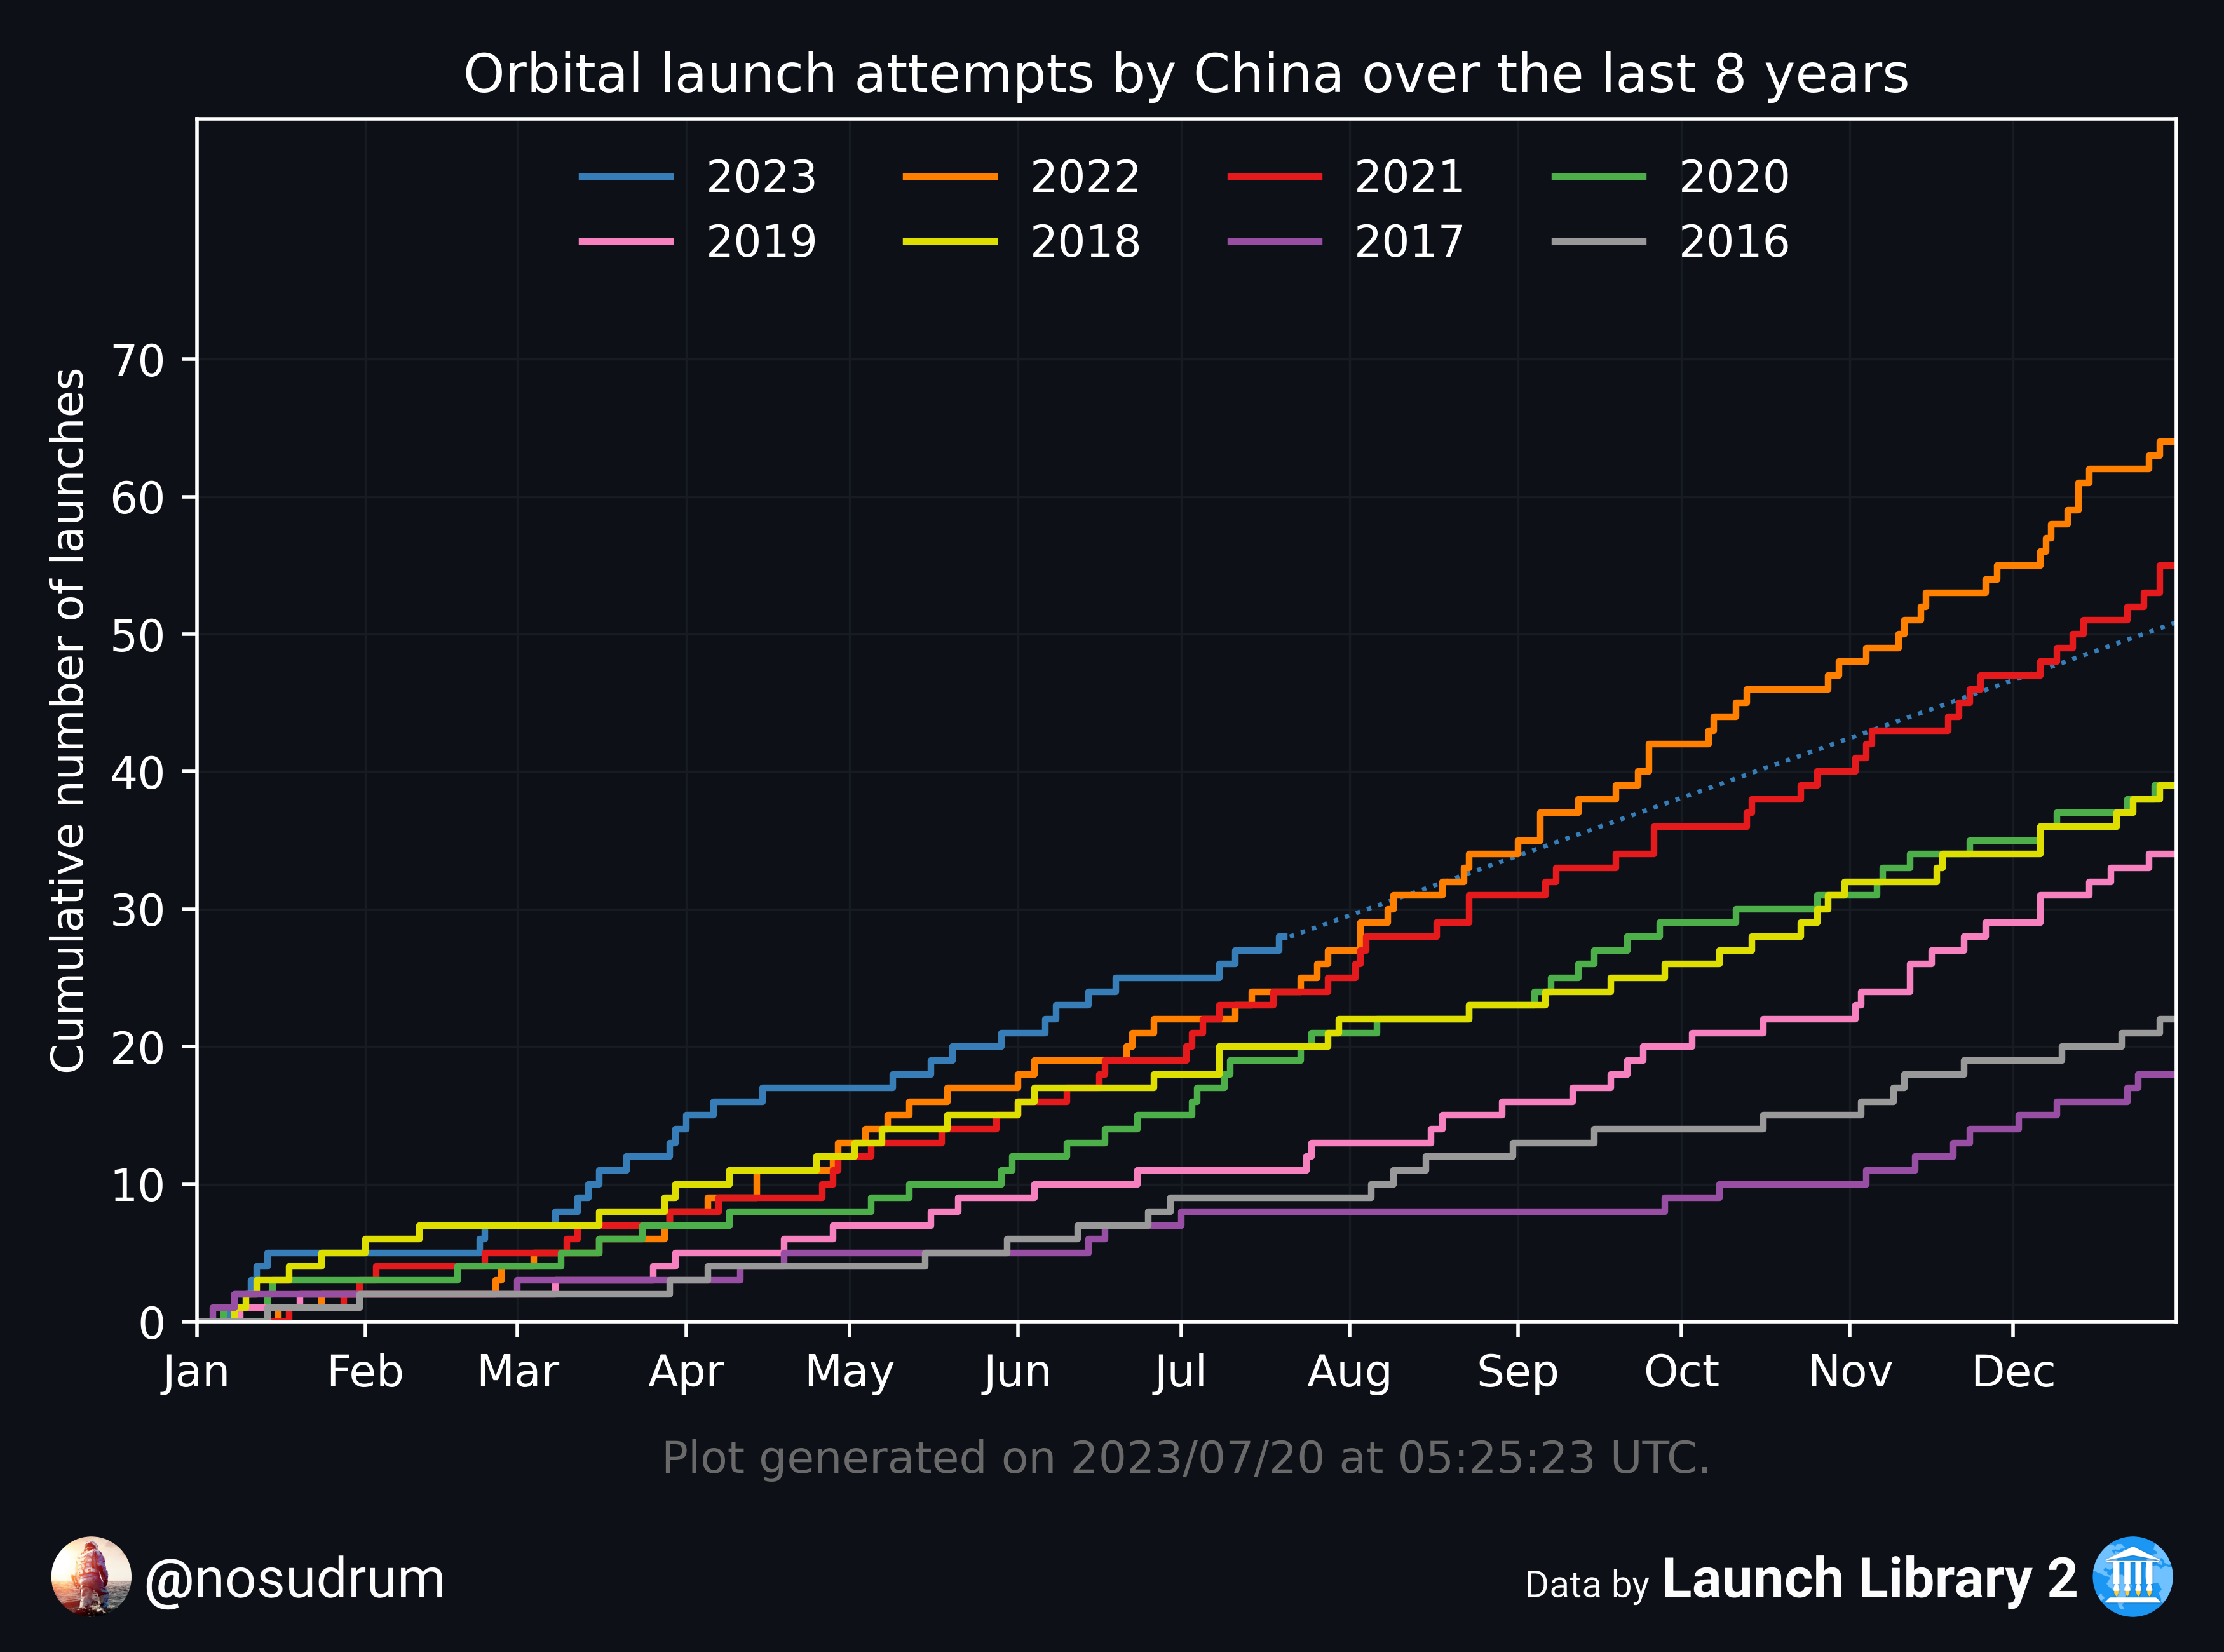 Orbital launch attempts by China over the last 8 years
2023 2022 2021 2020
2019 2018 2017 2016
Cumulative number of launches
70
60
50
40
30
20
10
0
Jan Feb Mar Apr May Jun Jul Aug Sep Oct Nov Dec
Plot generated on 2023/07/20 at 05:25:23 UTC.
@nosudrum
Data by Launch Library 2